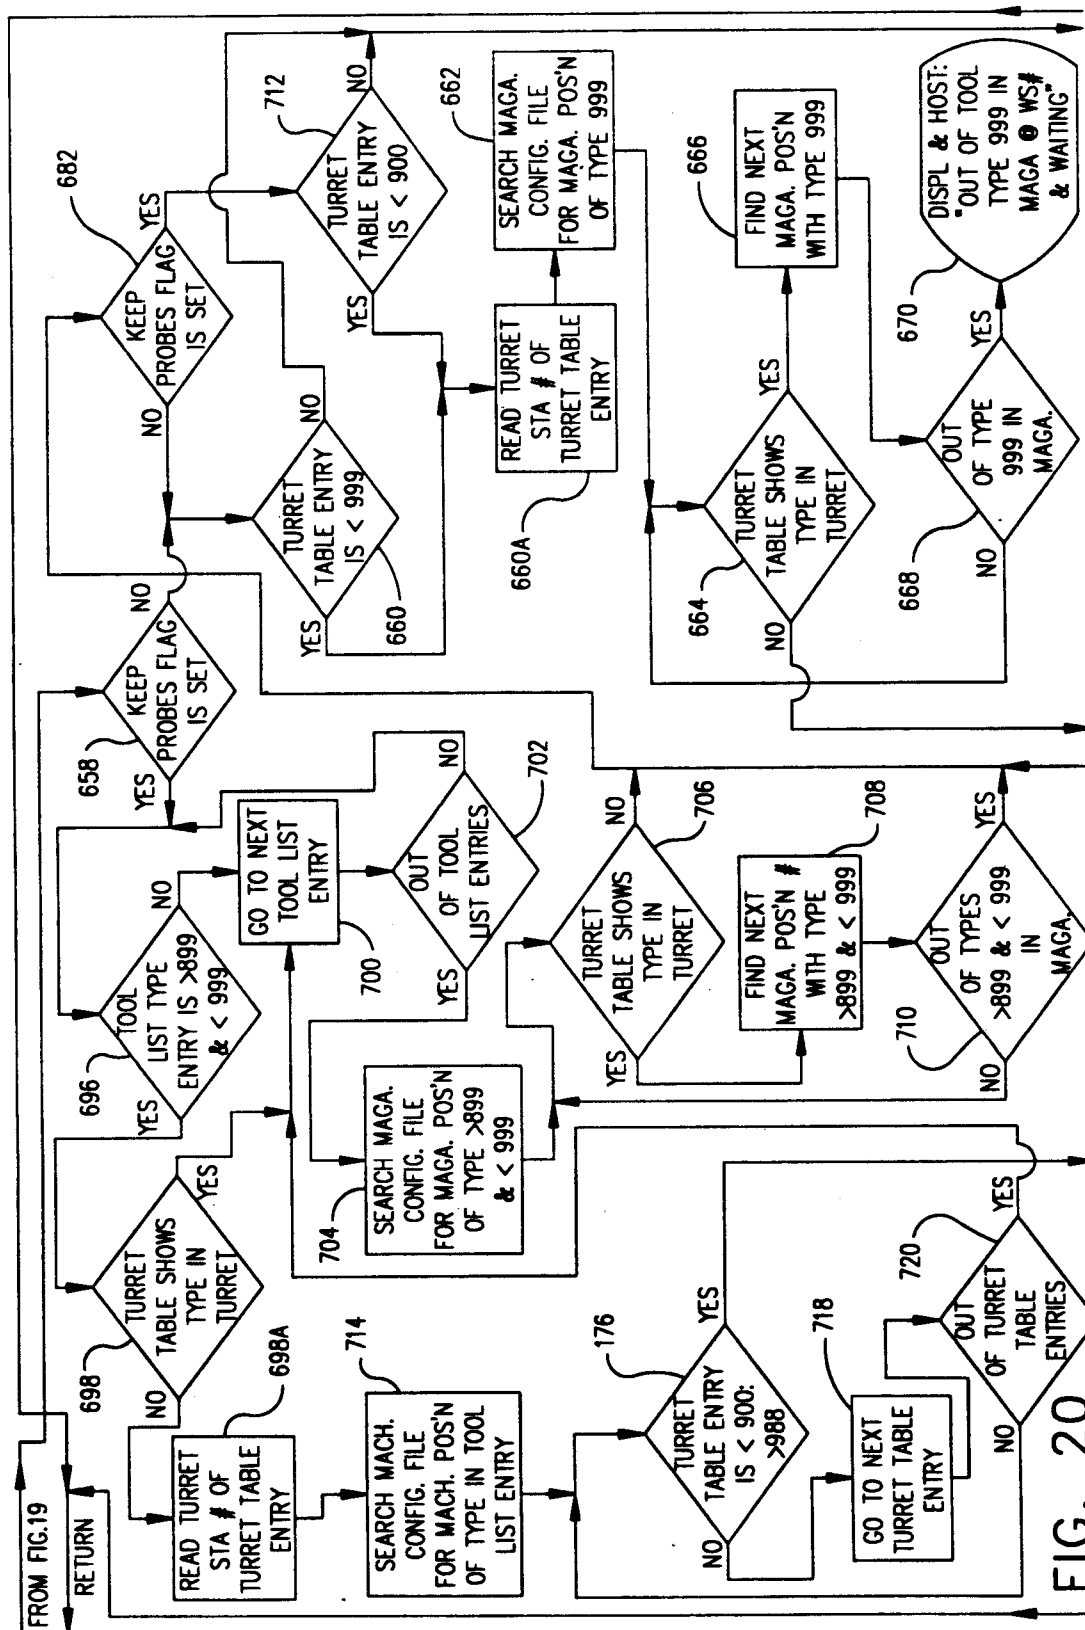 FROM FIG.19
RETURN
698
TURRET
TABLE SHOWS
TYPE IN
TURRET
NO
YES
698A
READ TURRET
STA # OF
TURRET TABLE
ENTRY
714
SEARCH MACH.
CONFIG. FILE
FOR MACH. POS'N
OF TYPE IN TOOL
LIST ENTRY
176
TURRET
TABLE ENTRY
IS < 900:
>988
YES
NO
718
GO TO NEXT
TURRET TABLE
ENTRY
720
OUT
OF TURRET
TABLE
ENTRIES
YES
NO
FIG. 20
696
TOOL
LIST TYPE
ENTRY IS >899
& < 999
YES
NO
658
KEEP
PROBES FLAG
IS SET
YES
NO
GO TO NEXT
TOOL LIST
ENTRY
700
702
OUT
OF TOOL
LIST ENTRIES
NO
YES
704
SEARCH MAGA.
CONFIG. FILE
FOR MAGA. POS'N
OF TYPE >899
& < 999
706
TURRET
TABLE SHOWS
TYPE IN
TURRET
NO
YES
708
FIND NEXT
MAGA. POS'N #
WITH TYPE
>899 & < 999
710
OUT
OF TYPES
>899 & < 999
IN
MAGA.
YES
NO
682
KEEP
PROBES FLAG
IS SET
YES
NO
TURRET
TABLE ENTRY
IS < 999
660
NO
YES
712
TURRET
TABLE ENTRY
IS < 900
NO
YES
READ TURRET
STA # OF
TURRET TABLE
ENTRY
660A
662
SEARCH MAGA.
CONFIG. FILE
FOR MAGA. POS'N
OF TYPE 999
664
TURRET
TABLE SHOWS
TYPE IN
TURRET
YES
NO
666
FIND NEXT
MAGA. POS'N
WITH TYPE 999
668
OUT
OF TYPE
999 IN
MAGA.
YES
NO
670
DISPL & HOST:
"OUT OF TOOL
TYPE 999 IN
MAGA @ WS#
& WAITING"